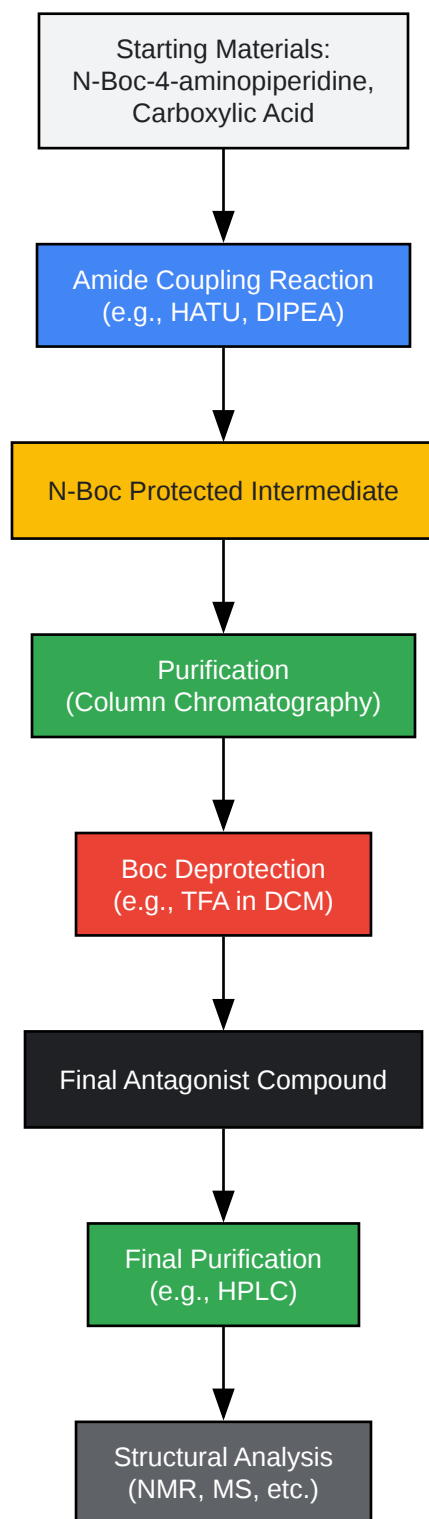 Starting Materials:
N-Boc-4-aminopiperidine,
Carboxylic Acid
Amide Coupling Reaction
(e.g., HATU, DIPEA)
N-Boc Protected Intermediate
Purification
(Column Chromatography)
Boc Deprotection
(e.g., TFA in DCM)
Final Antagonist Compound
Final Purification
(e.g., HPLC)
Structural Analysis
(NMR, MS, etc.)